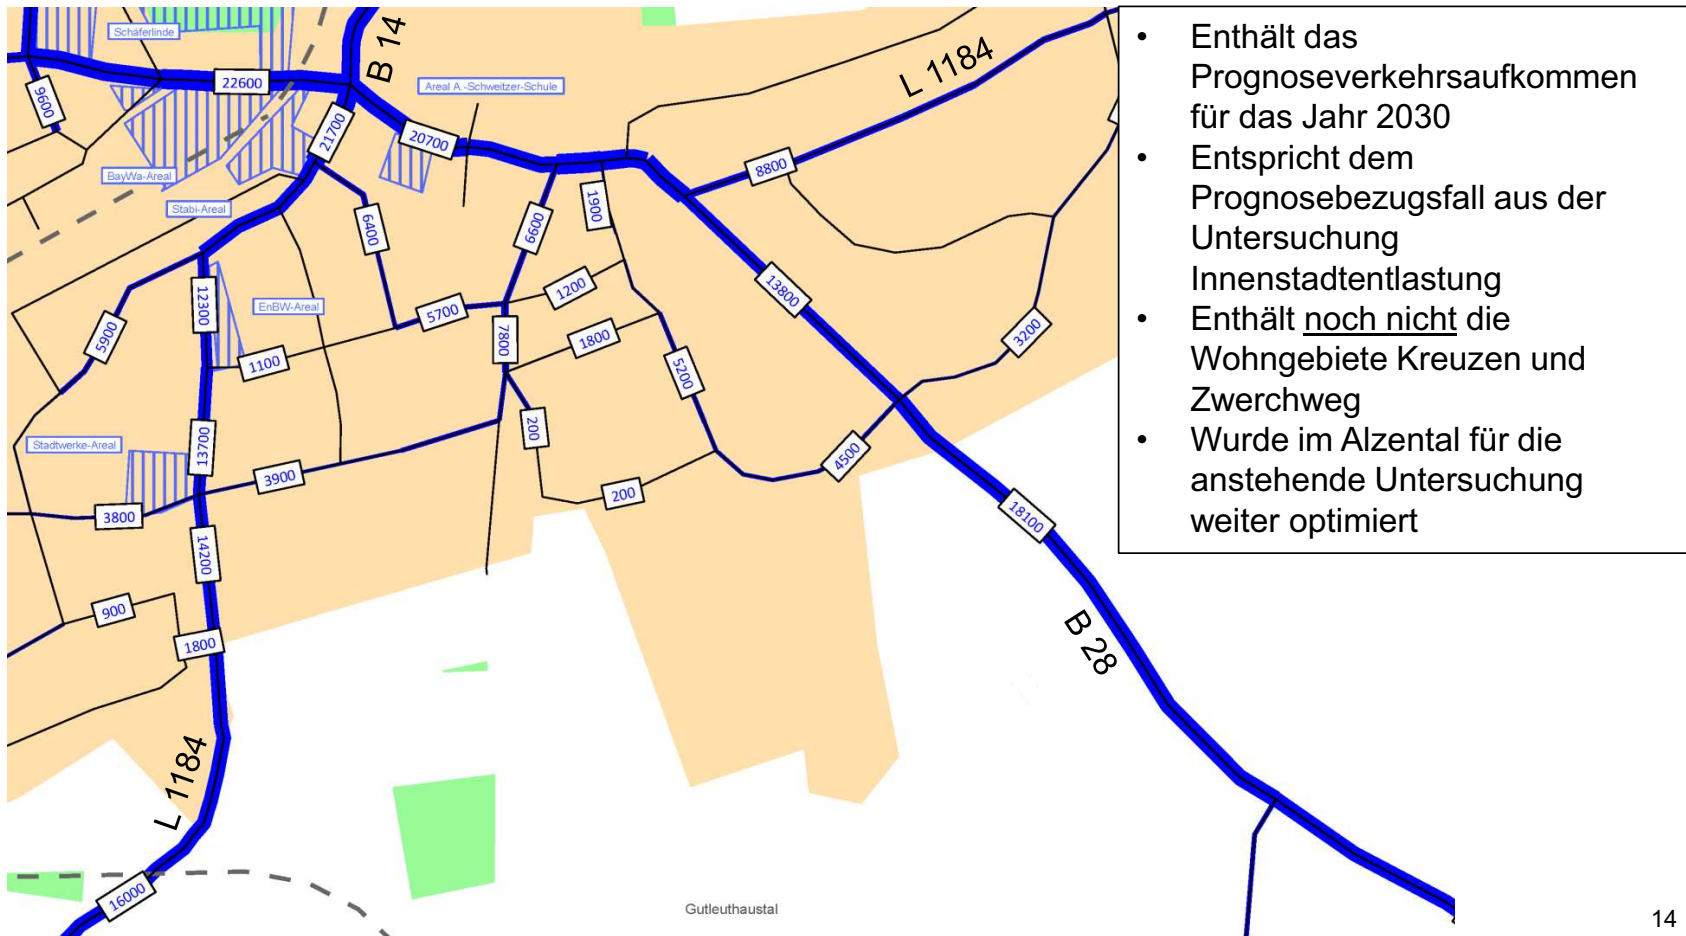 Schäferlinde
9600
22600
B 14
Areal A.-Schweitzer-Schule
L 1184
21700
20700
8800
BayWa-Areal
Stabi-Areal
6400
6600
1900
12300
EnBW-Areal
5900
5700
1200
13800
7800
1800
3200
1100
5200
200
Stadtwerke-Areal
13700
3900
4500
200
3800
14200
18100
900
1800
B 28
L 1184
16000
Gutleuthaustal
• Enthält das
Prognoseverkehrsaufkommen
für das Jahr 2030
• Entspricht dem
Prognosebezugsfall aus der
Untersuchung
Innenstadtentlastung
• Enthält noch nicht die
Wohngebiete Kreuzen und
Zwerchweg
• Wurde im Alzental für die
anstehende Untersuchung
weiter optimiert
14